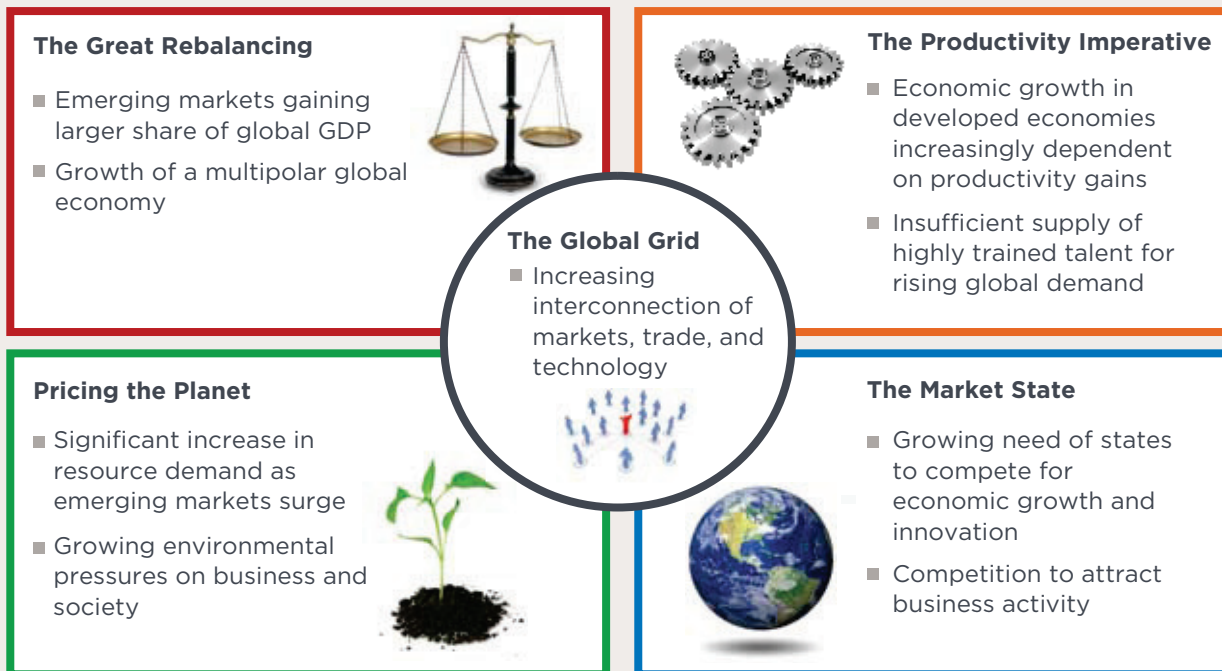 The Great Rebalancing
■ Emerging markets gaining
larger share of global GDP
■ Growth of a multipolar global
economy
The Productivity Imperative
■ Economic growth in
developed economies
increasingly dependent
on productivity gains
■ Insufficient supply of
highly trained talent for
rising global demand
The Global Grid
■ Increasing
interconnection of
markets, trade, and
technology
Pricing the Planet
■ Significant increase in
resource demand as
emerging markets surge
■ Growing environmental
pressures on business and
society
The Market State
■ Growing need of states
to compete for
economic growth and
innovation
■ Competition to attract
business activity